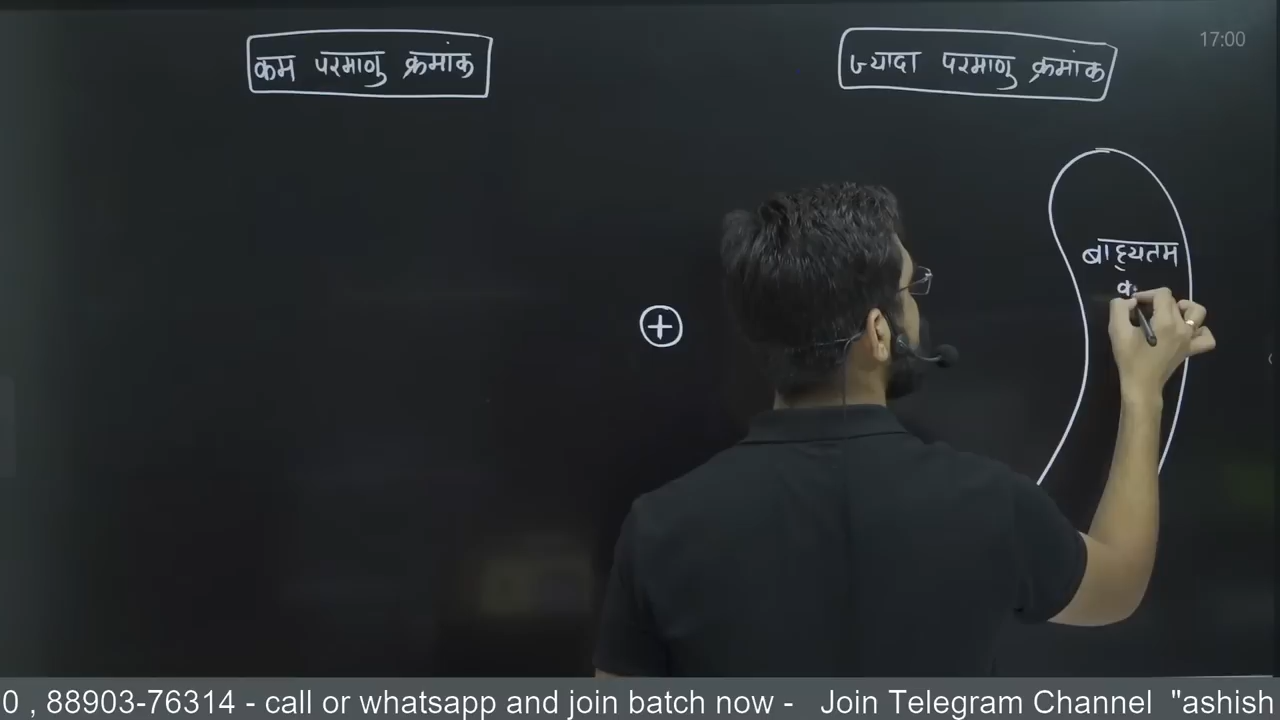 कम परमाणु क्रमांक
ज्यादा परमाणु क्रमांक
17:00
बाह्यतम
+
0 , 88903-76314 - call or whatsapp and join batch now - Join Telegram Channel "ashish